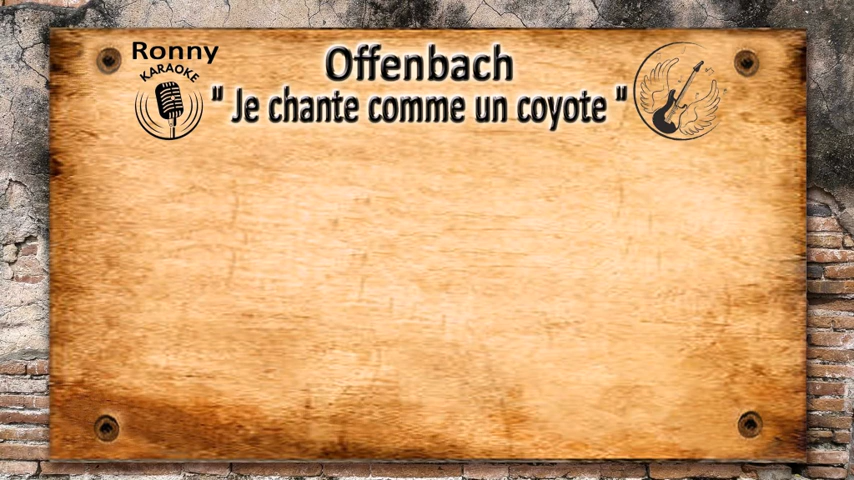 Ronny
KARAOKE
Offenbach
" Je chante comme un coyote "